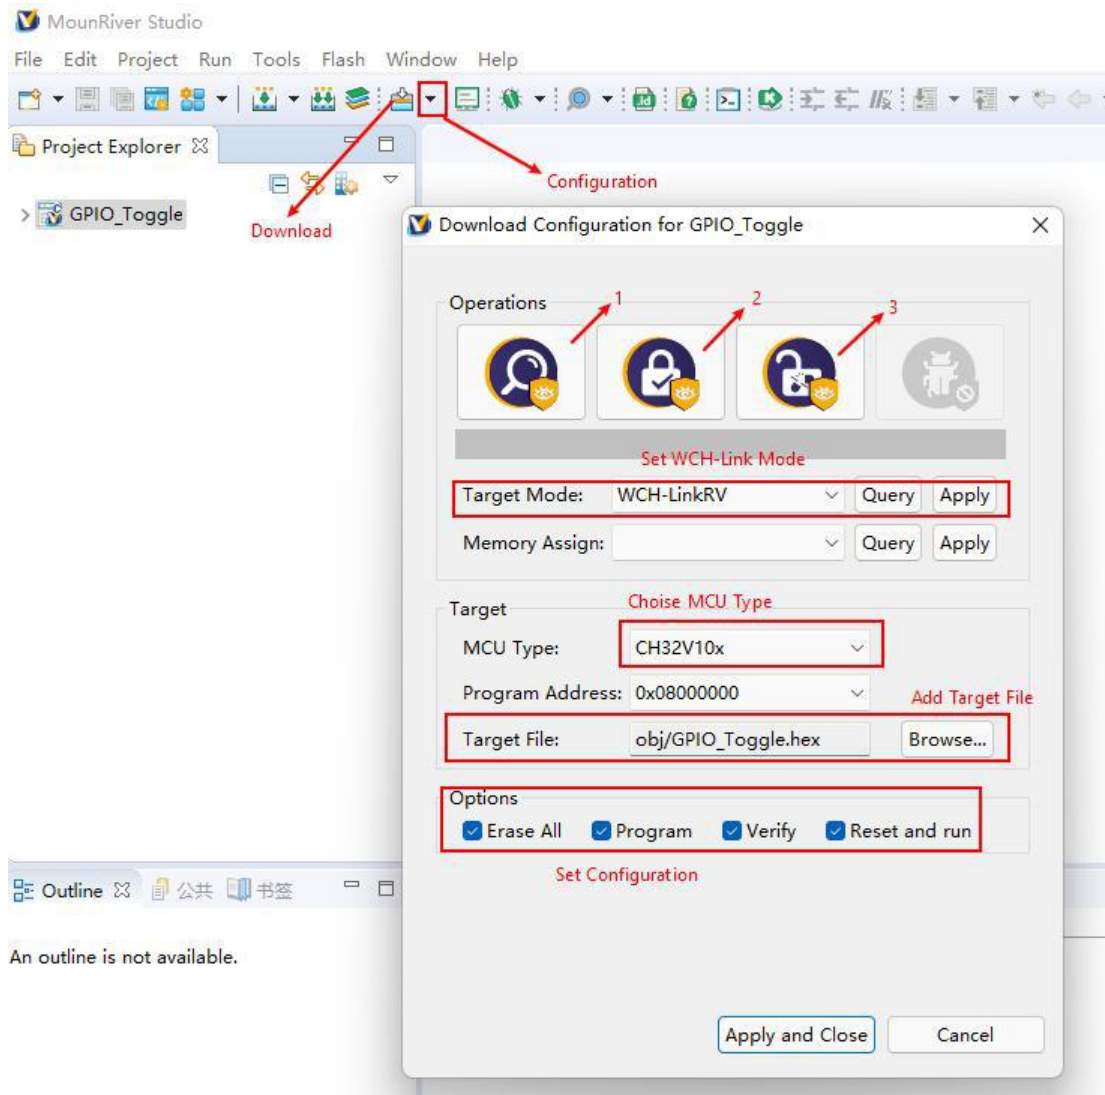 MounRiver Studio
File Edit Project Run Tools Flash Window Help
Project Explorer
Configuration
GPIO_Toggle
Download
Download Configuration for GPIO_Toggle
Operations
1
2
3
Set WCH-Link Mode
Target Mode: WCH-LinkRV Query Apply
Memory Assign: Query Apply
Target
Choise MCU Type
MCU Type: CH32V10x
Program Address: 0x08000000
Add Target File
Target File: obj/GPIO_Toggle.hex Browse...
Options
Erase All Program Verify Reset and run
Set Configuration
Outline 公共 书签
An outline is not available.
Apply and Close Cancel